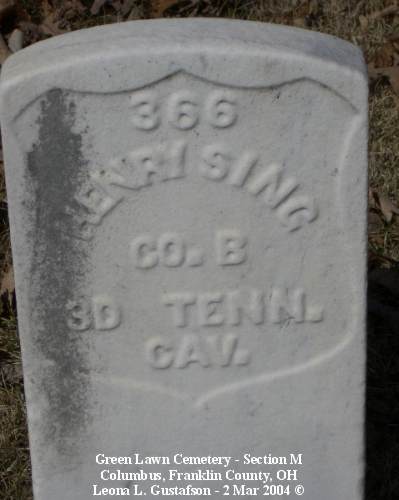 366
HENRY SING
CO. B
3D TENN.
CAV.
Green Lawn Cemetery - Section M
Columbus, Franklin County, OH
Leona L. Gustafson - 2 Mar 2004 ©